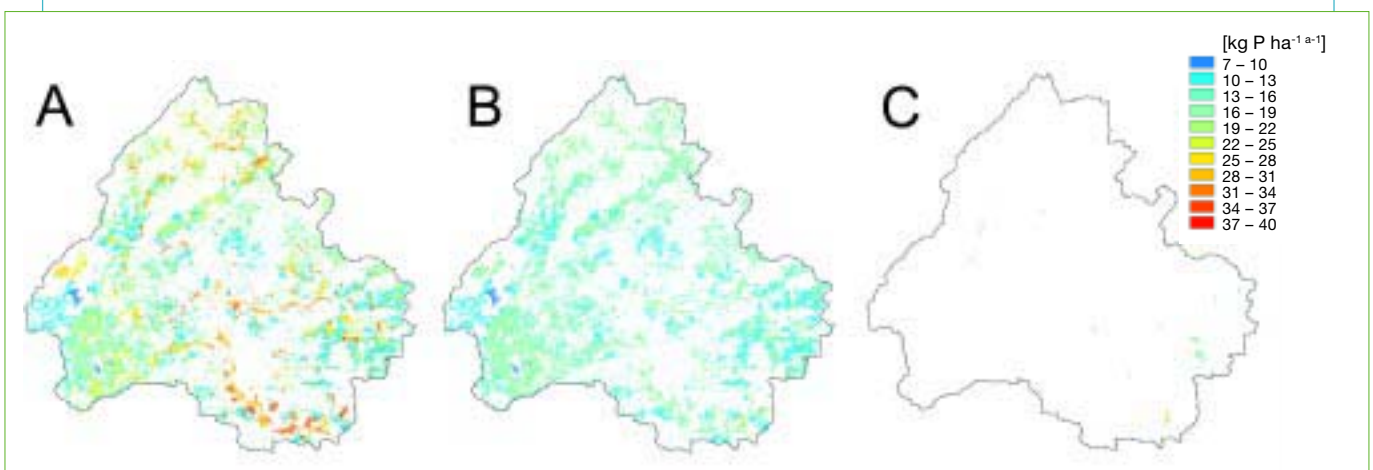 A
B
C
[kg P ha-1 a-1]
7 – 10
10 – 13
13 – 16
16 – 19
19 – 22
22 – 25
25 – 28
28 – 31
31 – 34
34 – 37
37 – 40